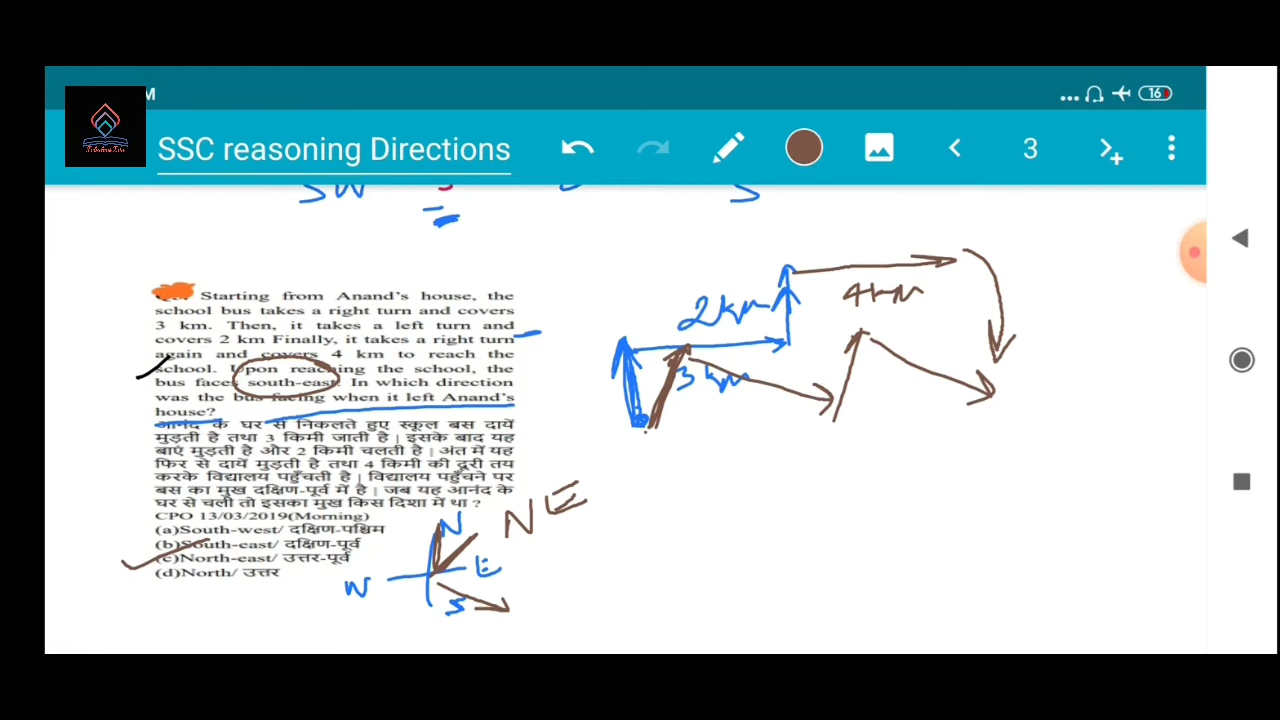 M
16
SSC reasoning Directions
3
SW
S
Starting from Anand's house, the
school bus takes a right turn and covers
3 km. Then, it takes a left turn and
covers 2 km Finally, it takes a right turn
again and covers 4 km to reach the
school. Upon reaching the school, the
bus faces south-east. In which direction
was the bus facing when it left Anand's
house?
आनंद के घर से निकलते हुए स्कूल बस दायें
मुड़ती है तथा 3 किमी जाती है | इसके बाद यह
बाएं मुड़ती है और 2 किमी चलती है | अंत में यह
फिर से दायें मुड़ती है तथा 4 किमी की दूरी तय
करके विद्यालय पहुँचती है | विद्यालय पहुँचने पर
बस का मुख दक्षिण-पूर्व में है | जब यह आनंद के
घर से चली तो इसका मुख किस दिशा में था ?
CPO 13/03/2019(Morning)
(a)South-west/ दक्षिण-पश्चिम
(b)South-east/ दक्षिण-पूर्व
(c)North-east/ उत्तर-पूर्व
(d)North/ उत्तर
2km
4km
3km
NE
N
E
W
S